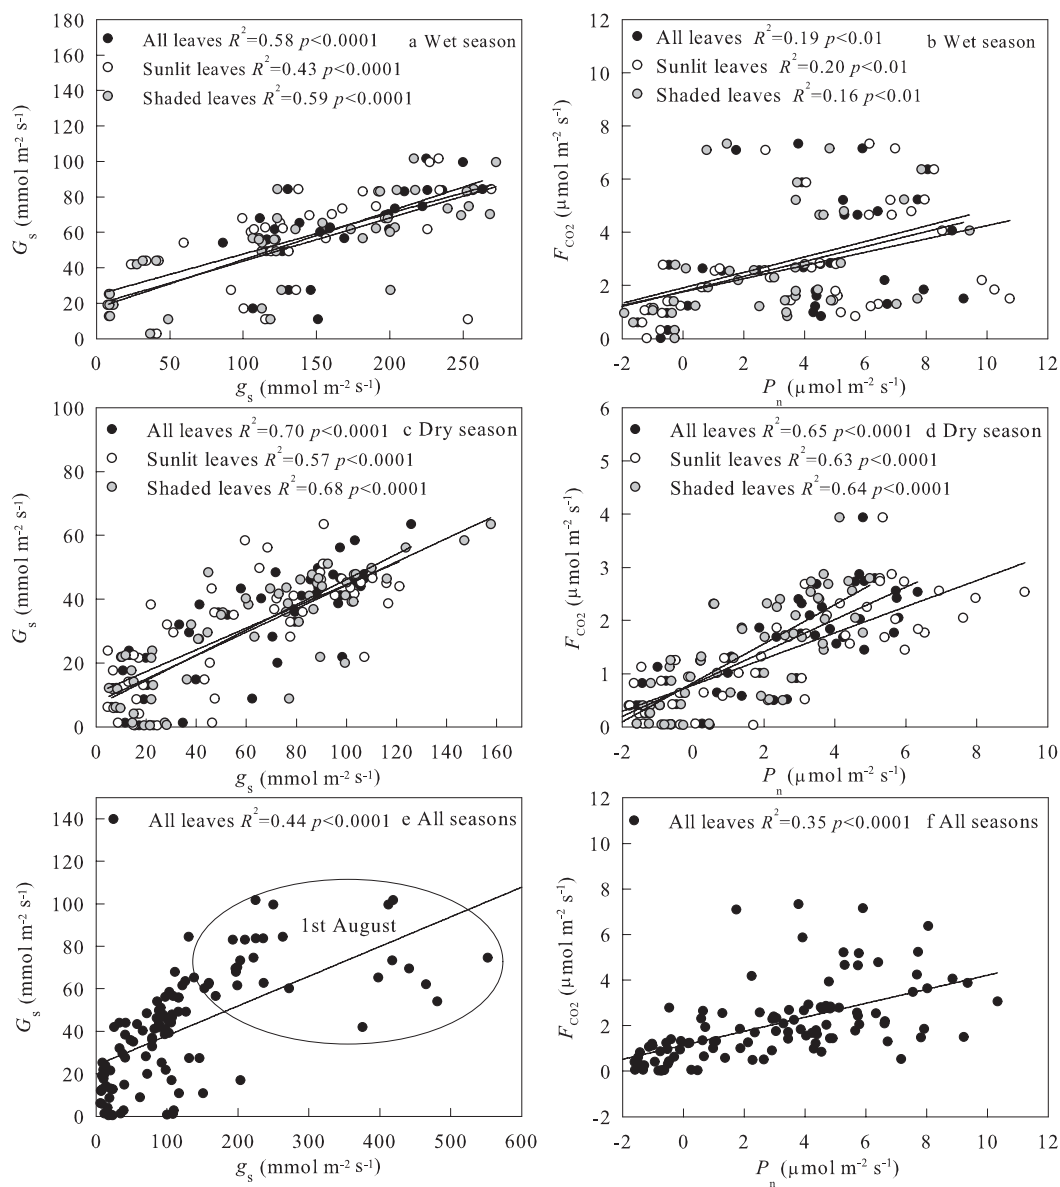 180
160
140
120
100
80
60
40
20
0
0 50 100 150 200 250
G s (mmol m-2 s-1)
g s (mmol m-2 s-1)
All leaves R2=0.58 p<0.0001
a Wet season
Sunlit leaves R2=0.43 p<0.0001
Shaded leaves R2=0.59 p<0.0001
12
10
8
6
4
2
0
-2 0 2 4 6 8 10 12
F CO2 (μmol m-2 s-1)
P n (μmol m-2 s-1)
All leaves R2=0.19 p<0.01
b Wet season
Sunlit leaves R2=0.20 p<0.01
Shaded leaves R2=0.16 p<0.01
100
80
60
40
20
0
0 20 40 60 80 100 120 140 160
G s (mmol m-2 s-1)
g s (mmol m-2 s-1)
All leaves R2=0.70 p<0.0001 c Dry season
Sunlit leaves R2=0.57 p<0.0001
Shaded leaves R2=0.68 p<0.0001
6
5
4
3
2
1
0
-2 0 2 4 6 8 10
F CO2 (μmol m-2 s-1)
P n (μmol m-2 s-1)
All leaves R2=0.65 p<0.0001 d Dry season
Sunlit leaves R2=0.63 p<0.0001
Shaded leaves R2=0.64 p<0.0001
140
120
100
80
60
40
20
0
0 100 200 300 400 500 600
G s (mmol m-2 s-1)
g s (mmol m-2 s-1)
All leaves R2=0.44 p<0.0001 e All seasons
1st August
12
10
8
6
4
2
0
-2
-2 0 2 4 6 8 10 12
F CO2 (μmol m-2 s-1)
P n (μmol m-2 s-1)
All leaves R2=0.35 p<0.0001 f All seasons